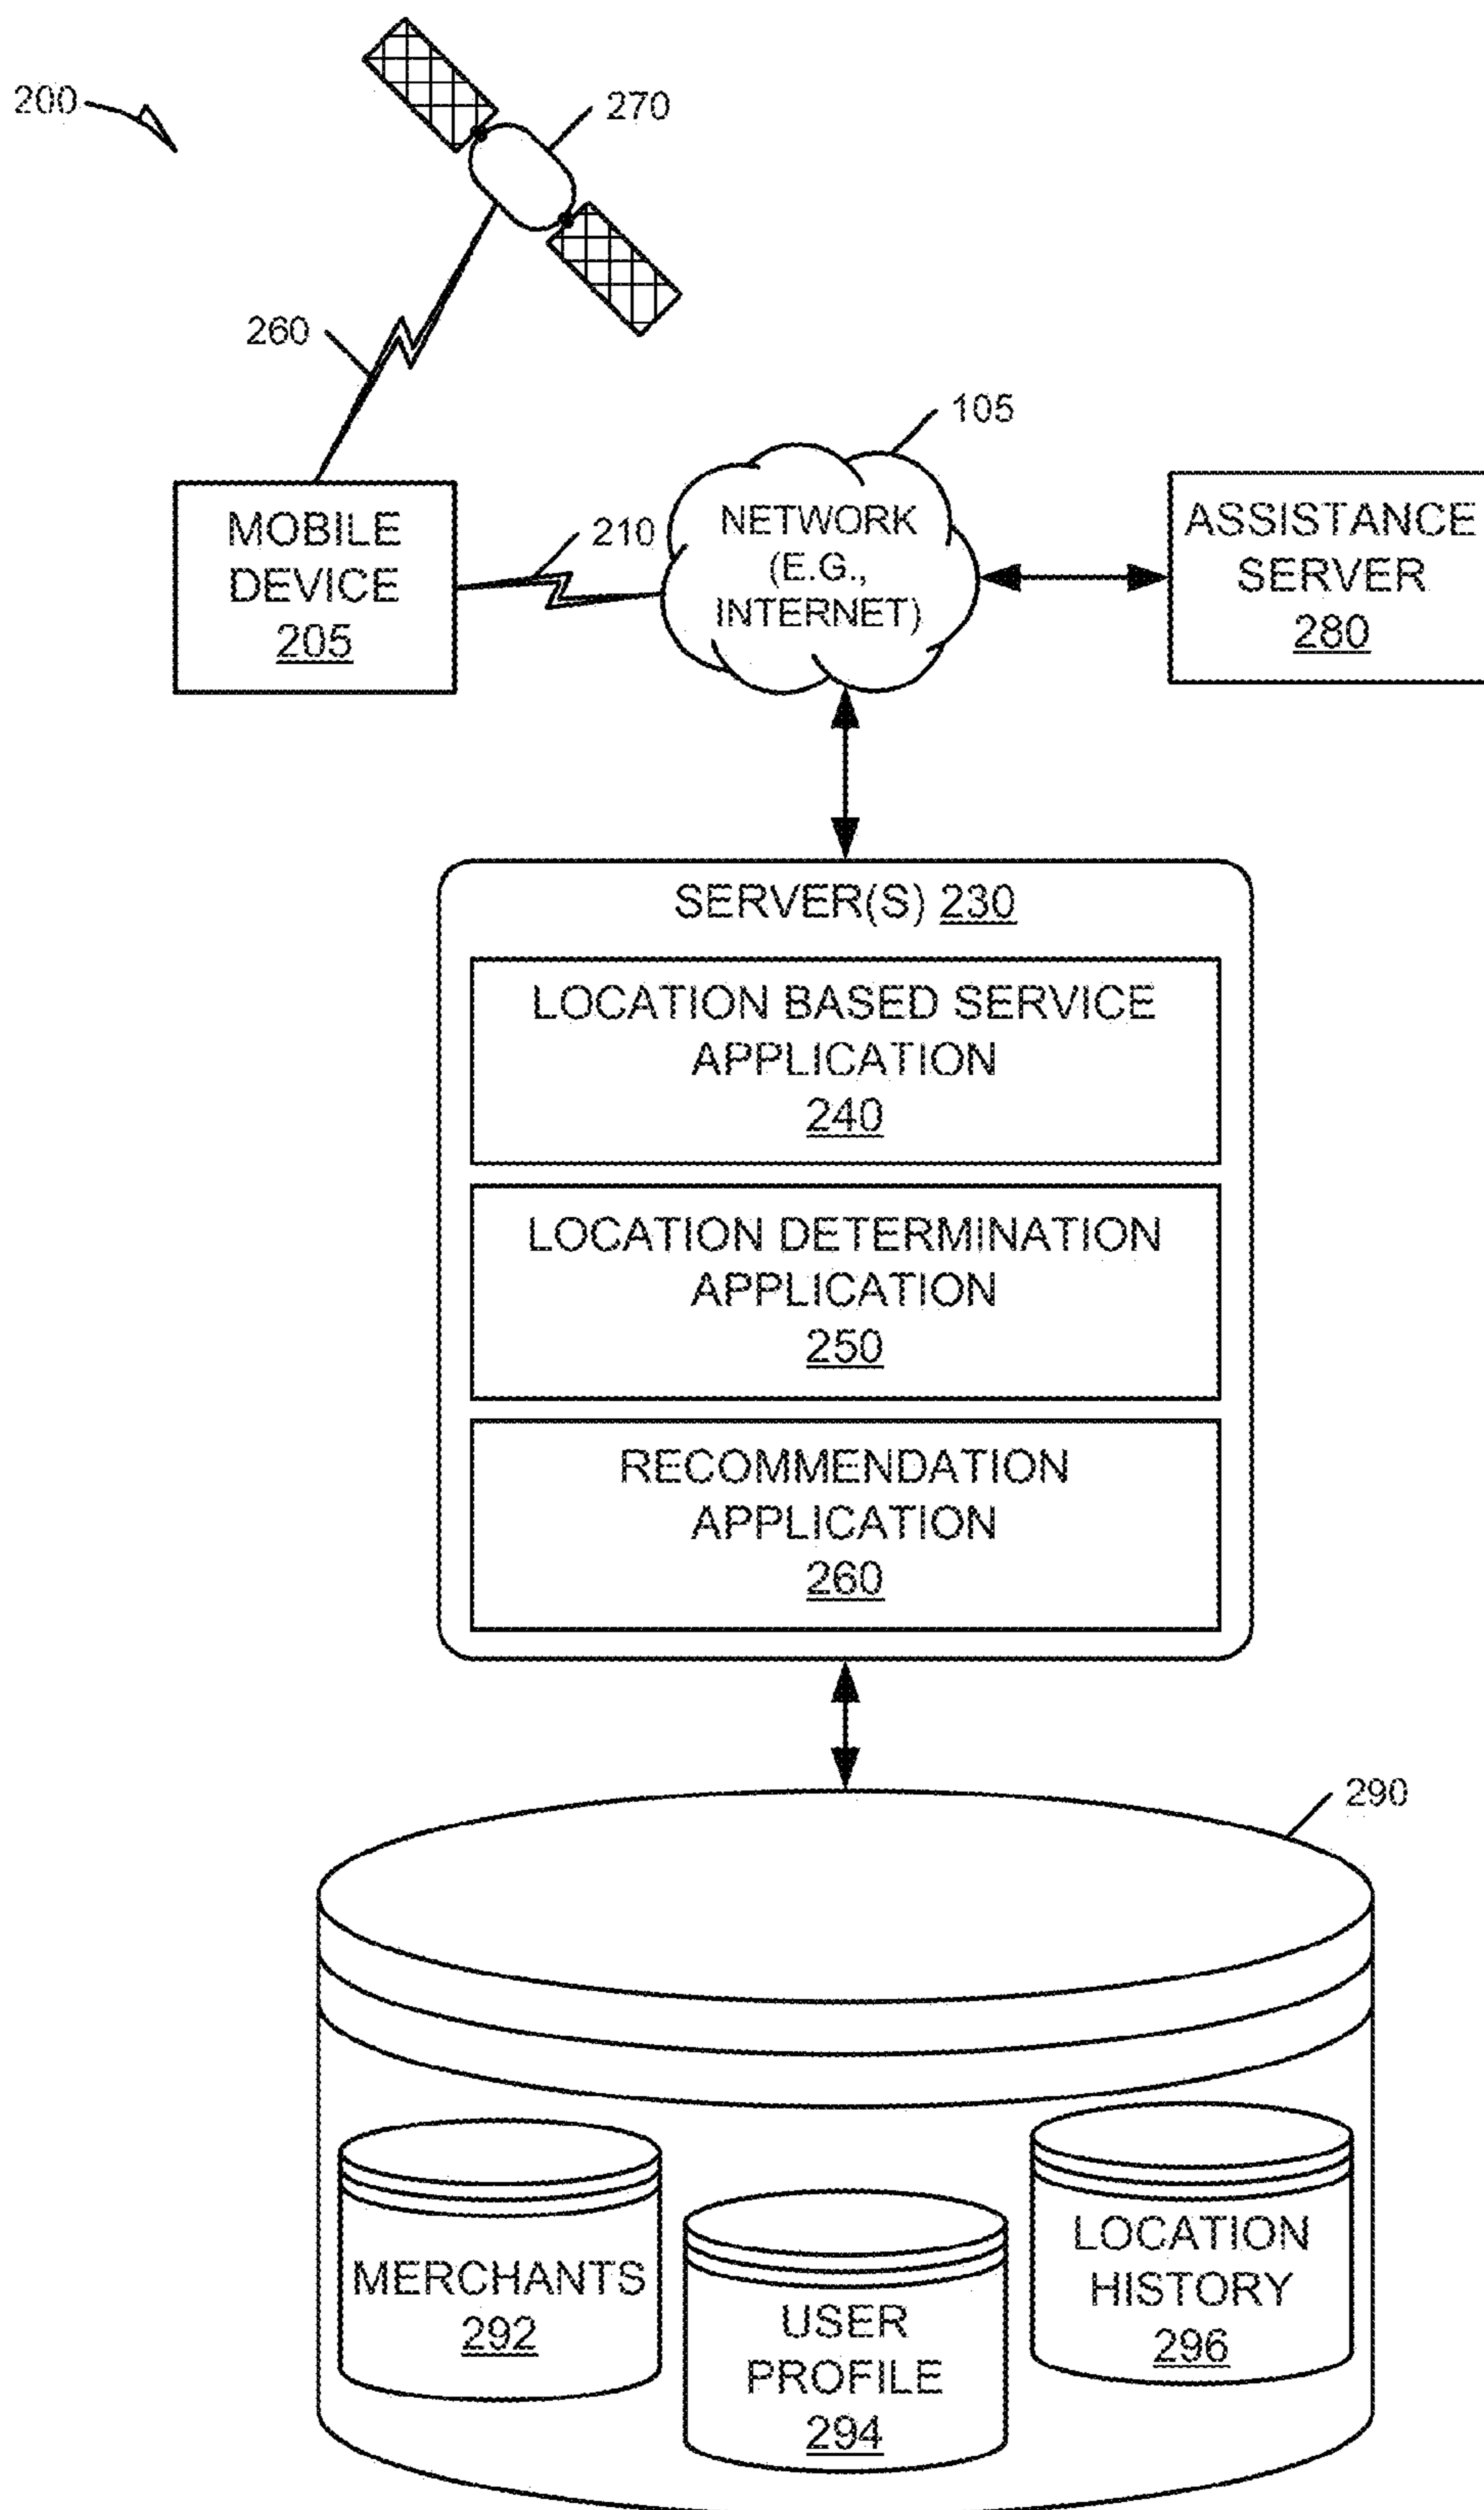 200
270
260
105
MOBILE
DEVICE
205
210
NETWORK
(E.G.,
INTERNET)
ASSISTANCE
SERVER
280
SERVER(S) 230
LOCATION BASED SERVICE
APPLICATION
240
LOCATION DETERMINATION
APPLICATION
250
RECOMMENDATION
APPLICATION
260
290
MERCHANTS
292
USER
PROFILE
294
LOCATION
HISTORY
296